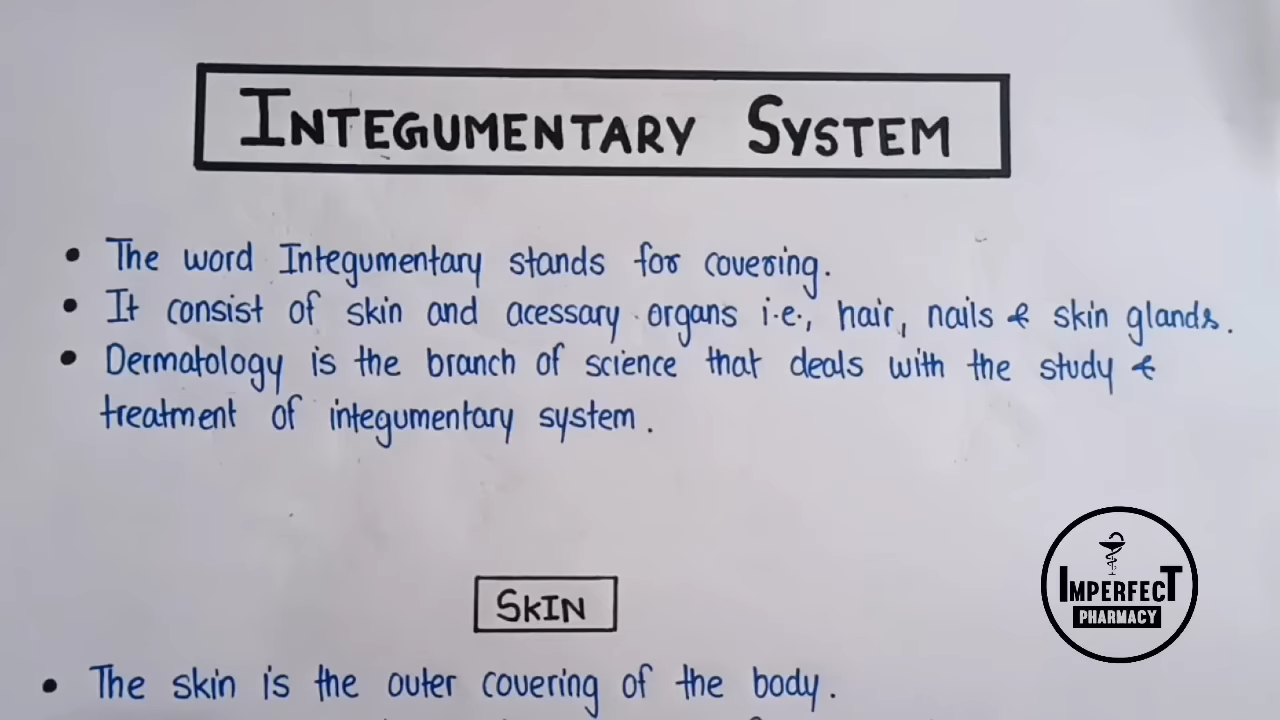 INTEGUMENTARY SYSTEM
• The word Integumentary stands for covering.
• It consist of skin and acessary organs i.e., hair, nails & skin glands.
• Dermatology is the branch of science that deals with the study &
treatment of integumentary system.
IMPERFECT
PHARMACY
SKIN
• The skin is the outer covering of the body.